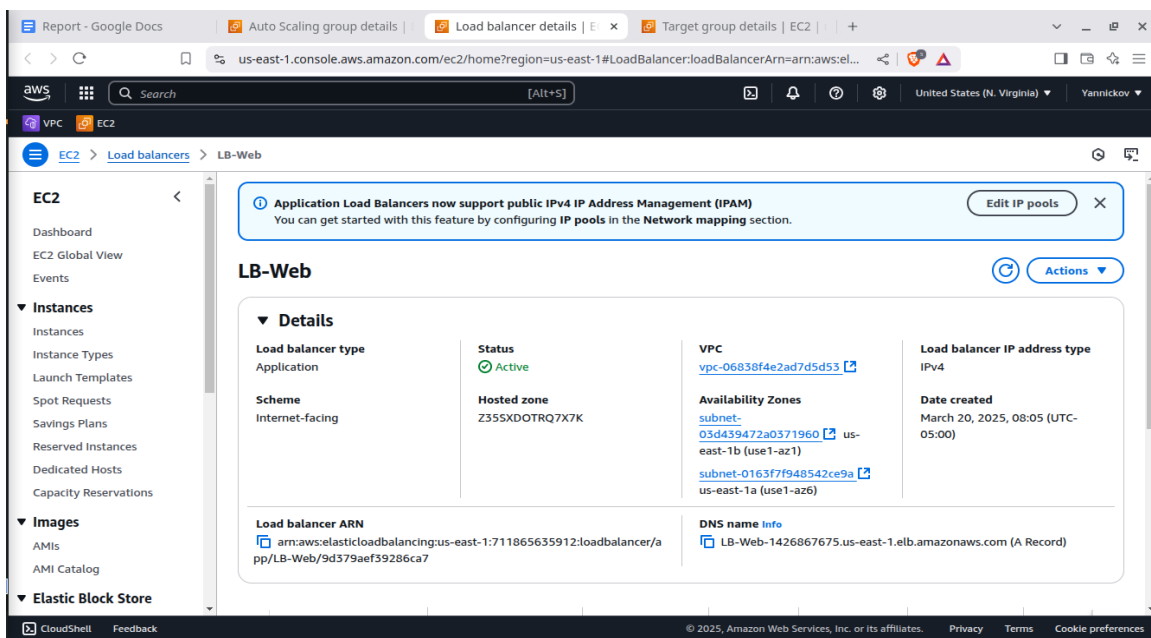 Report - Google Docs
Auto Scaling group details |
Load balancer details | E
Target group details | EC2 |
us-east-1.console.aws.amazon.com/ec2/home?region=us-east-1#LoadBalancer:loadBalancerArn=arn:aws:el...
aws
Search
[Alt+S]
United States (N. Virginia)
Yannickov
VPC
EC2
EC2 > Load balancers > LB-Web
EC2
Dashboard
EC2 Global View
Events
Instances
Instances
Instance Types
Launch Templates
Spot Requests
Savings Plans
Reserved Instances
Dedicated Hosts
Capacity Reservations
Images
AMIs
AMI Catalog
Elastic Block Store
Application Load Balancers now support public IPv4 IP Address Management (IPAM)
You can get started with this feature by configuring IP pools in the Network mapping section.
Edit IP pools
LB-Web
Actions
Details
Load balancer type
Application
Status
Active
VPC
vpc-06838f4e2ad7d5d53
Load balancer IP address type
IPv4
Scheme
Internet-facing
Hosted zone
Z35SXDOTRQ7X7K
Availability Zones
subnet-
03d439472a0371960 us-
east-1b (use1-az1)
subnet-0163f7f948542ce9a
us-east-1a (use1-az6)
Date created
March 20, 2025, 08:05 (UTC-
05:00)
Load balancer ARN
arn:aws:elasticloadbalancing:us-east-1:711865635912:loadbalancer/a
pp/LB-Web/9d379aef39286ca7
DNS name Info
LB-Web-1426867675.us-east-1.elb.amazonaws.com (A Record)
CloudShell
Feedback
© 2025, Amazon Web Services, Inc. or its affiliates.
Privacy
Terms
Cookie preferences